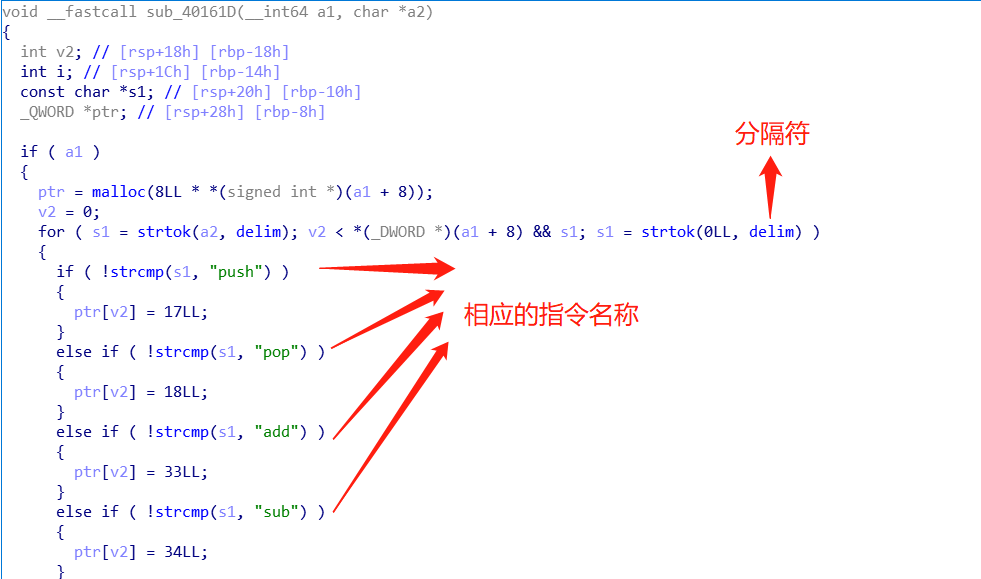 void __fastcall sub_40161D(__int64 a1, char *a2)
{
int v2; // [rsp+18h] [rbp-18h]
int i; // [rsp+1Ch] [rbp-14h]
const char *s1; // [rsp+20h] [rbp-10h]
_QWORD *ptr; // [rsp+28h] [rbp-8h]
分隔符
if ( a1 )
{
ptr = malloc(8LL * *(signed int *)(a1 + 8));
v2 = 0;
for ( s1 = strtok(a2, delim); v2 < *(_DWORD *)(a1 + 8) && s1; s1 = strtok(0LL, delim) )
{
if ( !strcmp(s1, "push") )
{
ptr[v2] = 17LL;
相应的指令名称
}
else if ( !strcmp(s1, "pop") )
{
ptr[v2] = 18LL;
}
else if ( !strcmp(s1, "add") )
{
ptr[v2] = 33LL;
}
else if ( !strcmp(s1, "sub") )
{
ptr[v2] = 34LL;
}